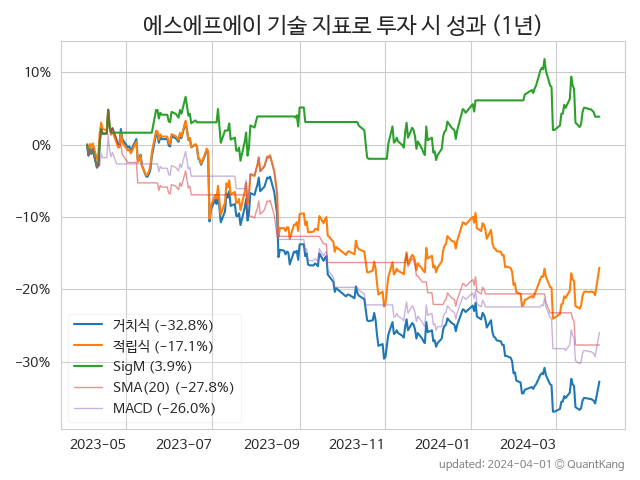 에스에프에이 기술 지표로 투자 시 성과 (1년)
10%
0%
−10%
−20%
−30%
거치식 (−32.8%)
적립식 (−17.1%)
SigM (3.9%)
SMA(20) (−27.8%)
MACD (−26.0%)
2023-05 2023-07 2023-09 2023-11 2024-01 2024-03
updated: 2024-04-01 © QuantKang